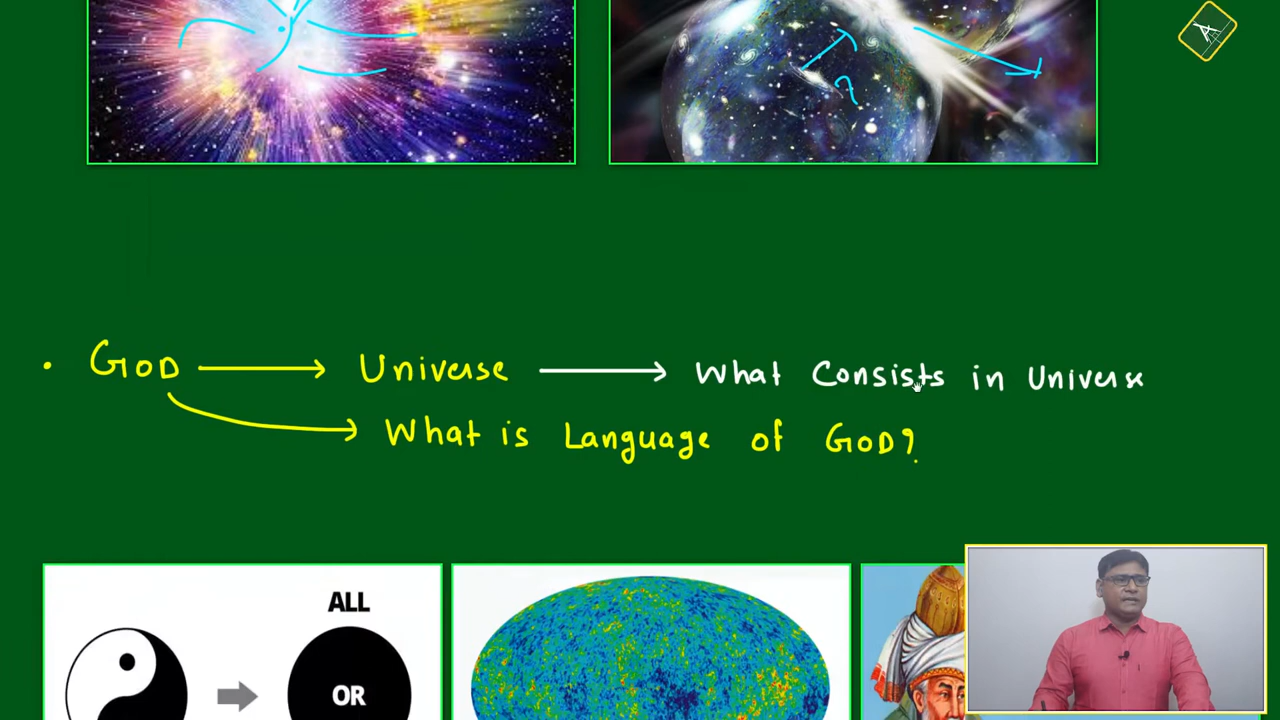 • GOD → Universe → What Consists in Universe
What is Language of GOD?
ALL
OR